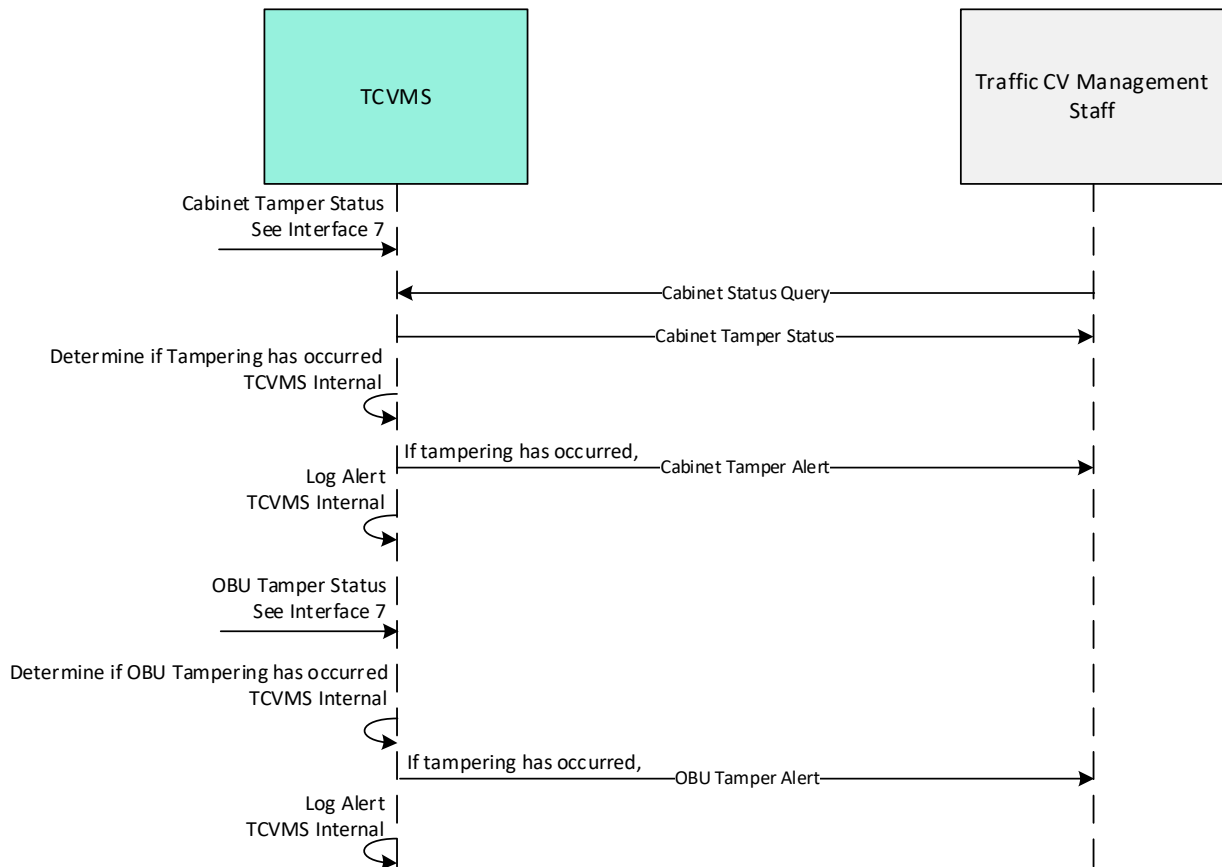 TCVMS
Traffic CV Management
Staff
Cabinet Tamper Status
See Interface 7
Cabinet Status Query
Cabinet Tamper Status
Determine if Tampering has occurred
TCVMS Internal
If tampering has occurred,
Cabinet Tamper Alert
Log Alert
TCVMS Internal
OBU Tamper Status
See Interface 7
Determine if OBU Tampering has occurred
TCVMS Internal
If tampering has occurred,
OBU Tamper Alert
Log Alert
TCVMS Internal